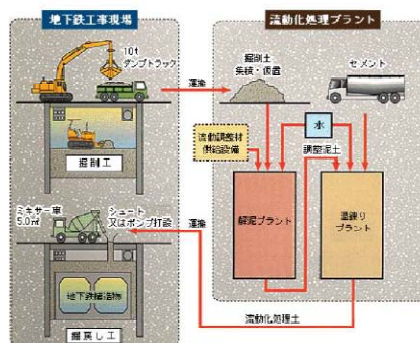 地下鉄工事現場
流動化処理プラント
10t
ダンプトラック
運搬
掘削土
集積・仮置
セメント
水
流動調整材
供給設備
調整泥土
掘削工
解泥プラント
混練り
プラント
ミキサー車
5.0㎥
シュート
又はポンプ打設
運搬
地下鉄構造物
流動化処理土
埋戻し工